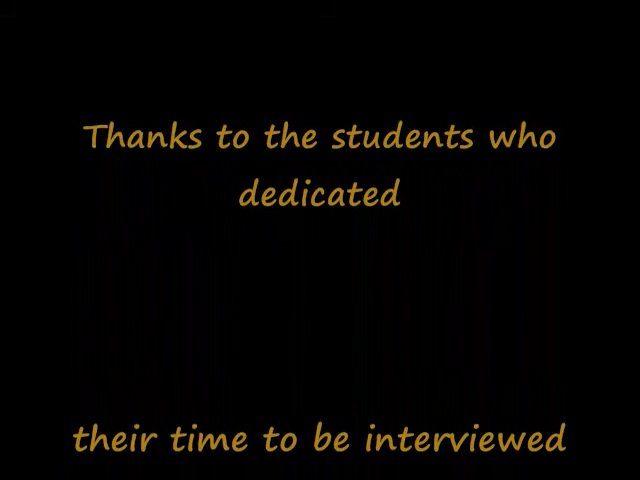 Thanks to the students who
dedicated
their time to be interviewed